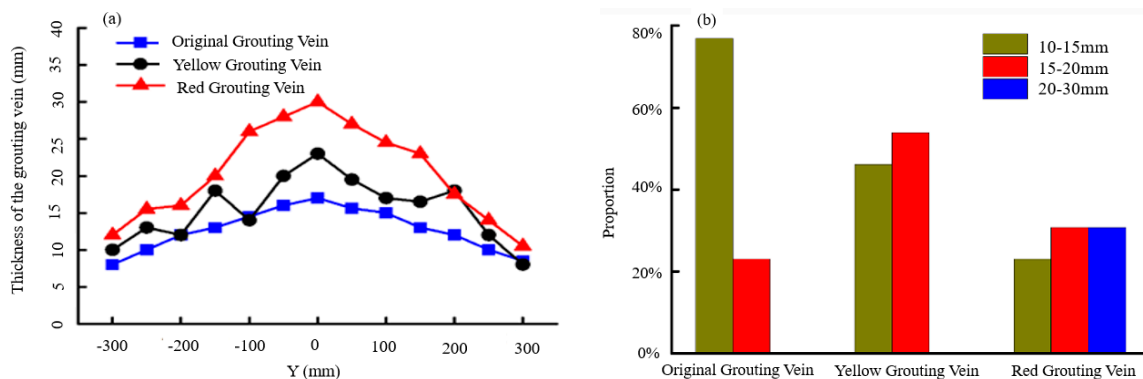 (a)
40
35
30
25
20
15
10
5
0
Thickness of the grouting vein (mm)
Original Grouting Vein
Yellow Grouting Vein
Red Grouting Vein
-300 -200 -100 0 100 200 300
Y (mm)
(b)
80%
60%
40%
20%
0%
Proportion
10-15mm
15-20mm
20-30mm
Original Grouting Vein Yellow Grouting Vein Red Grouting Vein